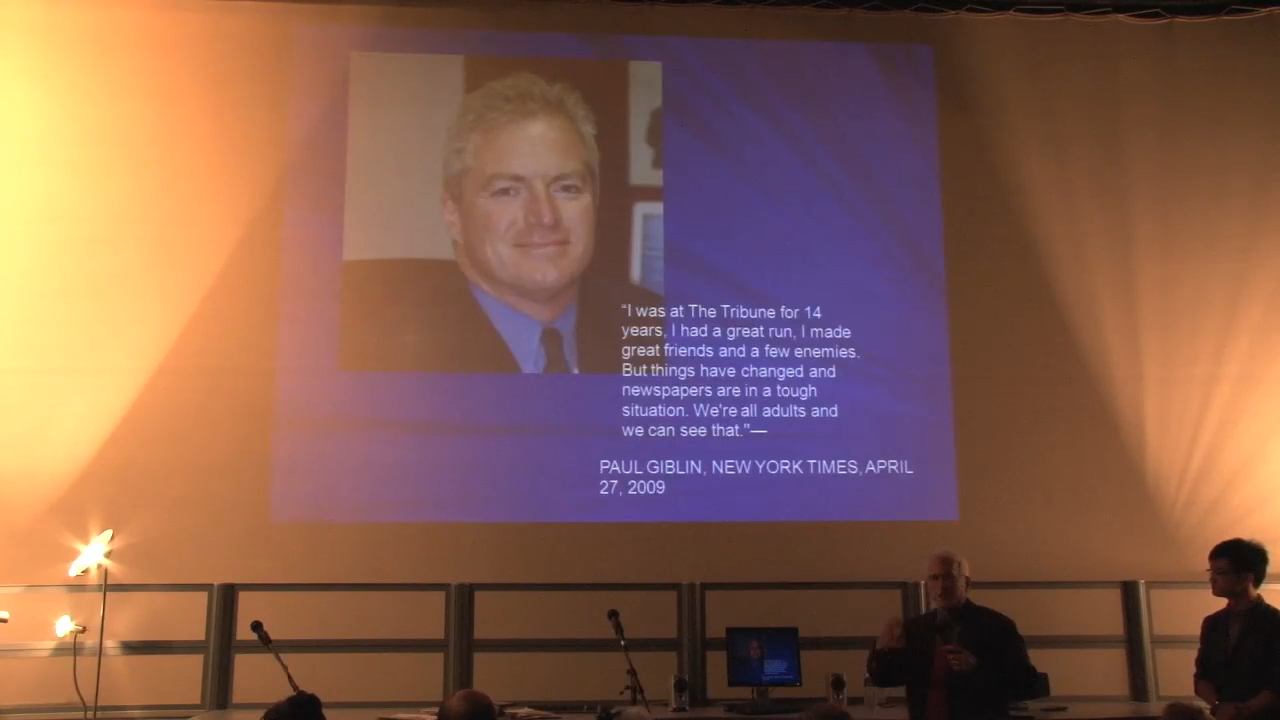 “I was at The Tribune for 14
years, I had a great run, I made
great friends and a few enemies.
But things have changed and
newspapers are in a tough
situation. We're all adults and
we can see that."—
PAUL GIBLIN, NEW YORK TIMES, APRIL
27, 2009